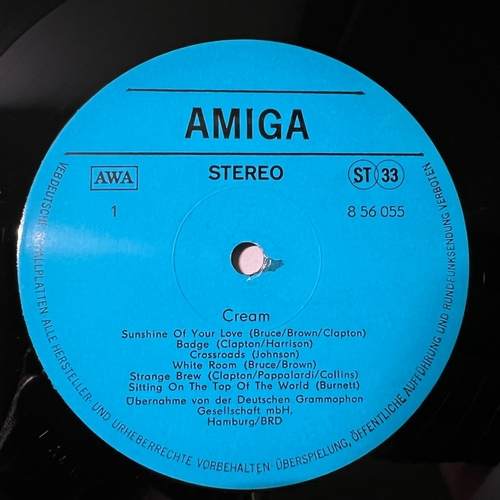 AMIGA
AWA
STEREO
ST 33
1
8 56 055
Cream
Sunshine Of Your Love (Bruce/Brown/Clapton)
Badge (Clapton/Harrison)
Crossroads (Johnson)
White Room (Bruce/Brown)
Strange Brew (Clapton/Pappalardi/Collins)
Sitting On The Top Of The World (Burnett)
Übernahme von der Deutschen Grammophon
Gesellschaft mbH,
Hamburg/BRD
VEB DEUTSCHE SCHALLPLATTEN ALLE HERSTELLER- UND URHEBERRECHTE VORBEHALTEN · ÜBERSPIELUNG, ÖFFENTLICHE AUFFÜHRUNG UND RUNDFUNKSENDUNG VERBOTEN